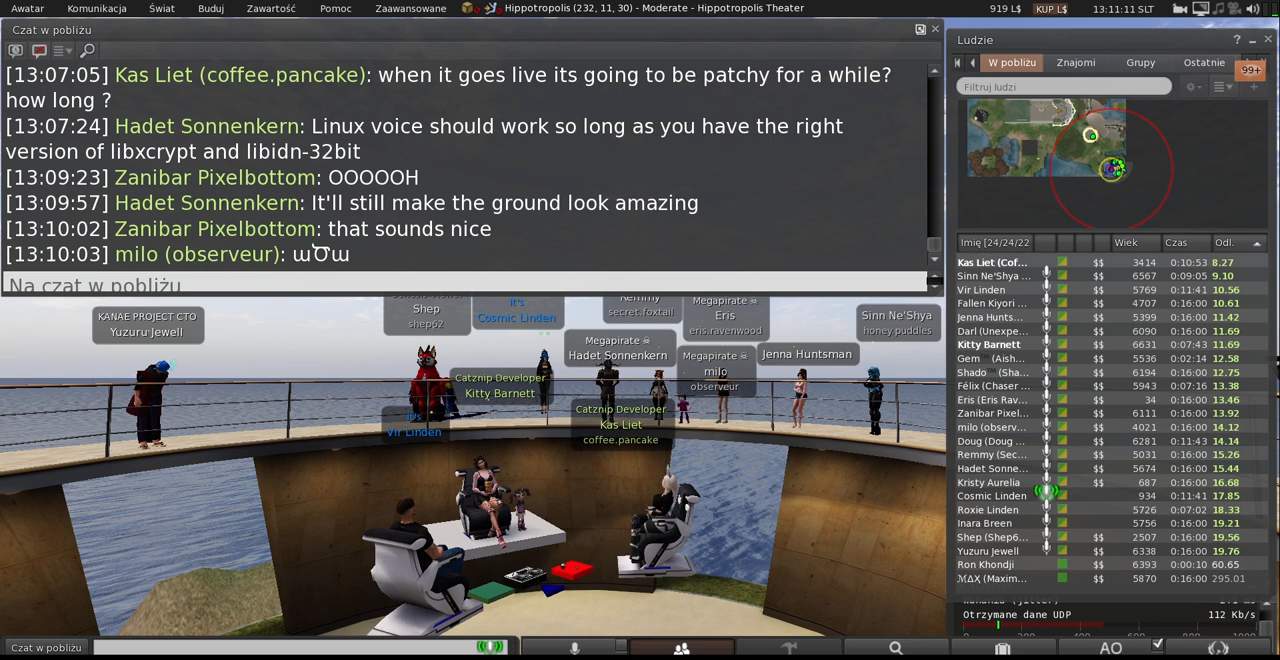 Awatar Komunikacja Świat Buduj Zawartość Pomoc Zaawansowane Hippotropolis (232, 11, 30) - Moderate - Hippotropolis Theater 919 L$ KUP L$ 13:11:11 SLT
Czat w pobliżu
[13:07:05] Kas Liet (coffee.pancake): when it goes live its going to be patchy for a while?
how long ?
[13:07:24] Hadet Sonnenkern: Linux voice should work so long as you have the right
version of libxcrypt and libidn-32bit
[13:09:23] Zanibar Pixelbottom: OOOOOH
[13:09:57] Hadet Sonnenkern: It'll still make the ground look amazing
[13:10:02] Zanibar Pixelbottom: that sounds nice
[13:10:03] milo (observeur):
Na czat w pobliżu
KANAE PROJECT CTO
Yuzuru Jewell
Shep
shep62
It's
Cosmic Linden
Remmy
secret.foxtail
Megapirate ☠
Eris
eris.ravenwood
Sinn Ne'Shya
honey.puddles
Megapirate ☠
Hadet Sonnenkern
Megapirate ☠
milo
observeur
Jenna Huntsman
Catznip Developer
Kitty Barnett
It's
Vir Linden
Catznip Developer
Kas Liet
coffee.pancake
Ludzie ?
W pobliżu Znajomi Grupy Ostatnie 99+
Filtruj ludzi
Imię [24/24/22 Wiek Czas Odl.
Kas Liet (Cof... $$ 3414 0:10:53 8.27
Sinn Ne'Shya ... $$ 6567 0:09:05 9.10
Vir Linden $$ 5769 0:11:41 10.56
Fallen Kiyori ... $$ 4707 0:16:00 10.61
Jenna Hunts... $$ 5399 0:16:00 11.42
Darl (Unexpe... $$ 6090 0:16:00 11.69
Kitty Barnett $$ 6631 0:07:43 11.69
Gem™ (Aish... $$ 5536 0:02:14 12.58
Shado™ (Sha... $$ 6194 0:16:00 12.75
Félix (Chaser ... $$ 5943 0:07:16 13.38
Eris (Eris Rav... $$ 34 0:16:00 13.46
Zanibar Pixel... $$ 6111 0:16:00 13.92
milo (observ... $$ 4021 0:16:00 14.12
Doug (Doug ... $$ 6281 0:11:43 14.14
Remmy (Sec... $$ 5031 0:16:00 15.26
Hadet Sonne... $$ 5674 0:16:00 15.44
Kristy Aurelia $$ 687 0:16:00 16.68
Cosmic Linden 934 0:11:41 17.85
Roxie Linden 5726 0:07:02 18.33
Inara Breen 5756 0:16:00 19.21
Shep (Shep6... $$ 2507 0:16:00 19.56
Yuzuru Jewell $$ 6338 0:16:00 19.76
Ron Khondji $$ 6393 0:00:10 60.65
ℳΔҲ (Maxim... $$ 5870 0:16:00 295.01
Otrzymane dane UDP 112 Kb/s
Czat w pobliżu AO